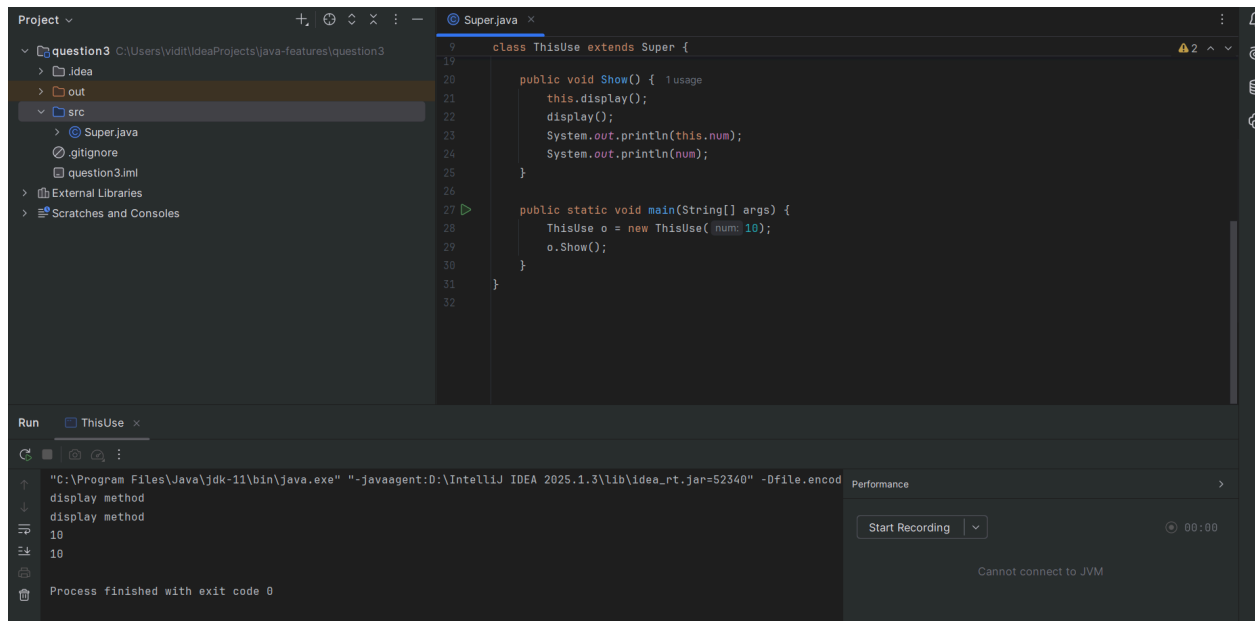 Project
question3 C:\Users\vidit\IdeaProjects\java-features\question3
.idea
out
src
Super.java
.gitignore
question3.iml
External Libraries
Scratches and Consoles
Super.java
9 class ThisUse extends Super {
2
19
20 public void Show() { 1 usage
21 this.display();
22 display();
23 System.out.println(this.num);
24 System.out.println(num);
25 }
26
27 public static void main(String[] args) {
28 ThisUse o = new ThisUse( num: 10);
29 o.Show();
30 }
31 }
32
Run ThisUse
"C:\Program Files\Java\jdk-11\bin\java.exe" "-javaagent:D:\IntelliJ IDEA 2025.1.3\lib\idea_rt.jar=52340" -Dfile.encod
display method
display method
10
10
Process finished with exit code 0
Performance
Start Recording
00:00
Cannot connect to JVM